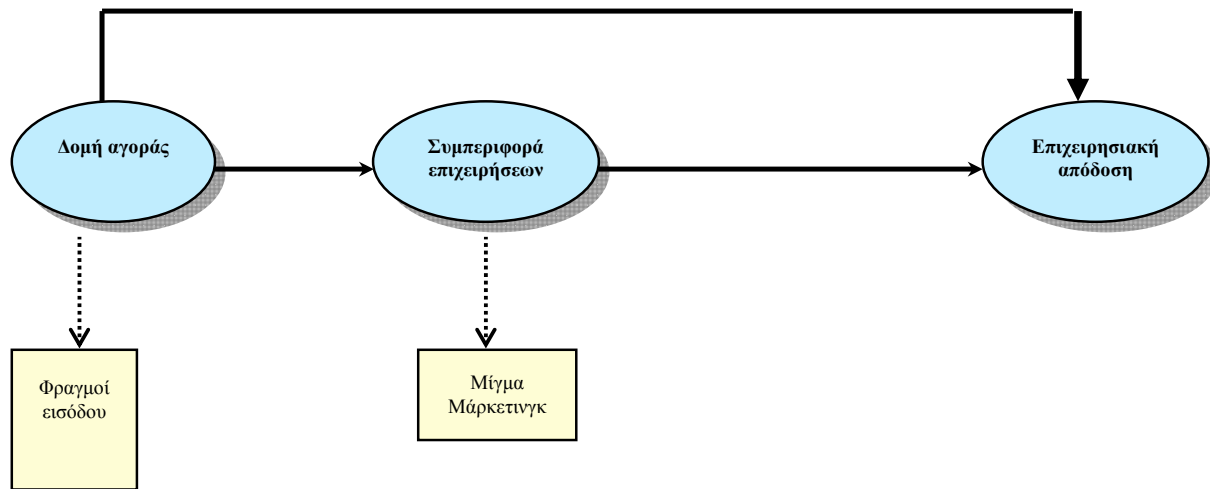 Δομή αγοράς
Συμπεριφορά
επιχειρήσεων
Επιχειρησιακή
απόδοση
Φραγμοί
εισόδου
Μίγμα
Μάρκετινγκ